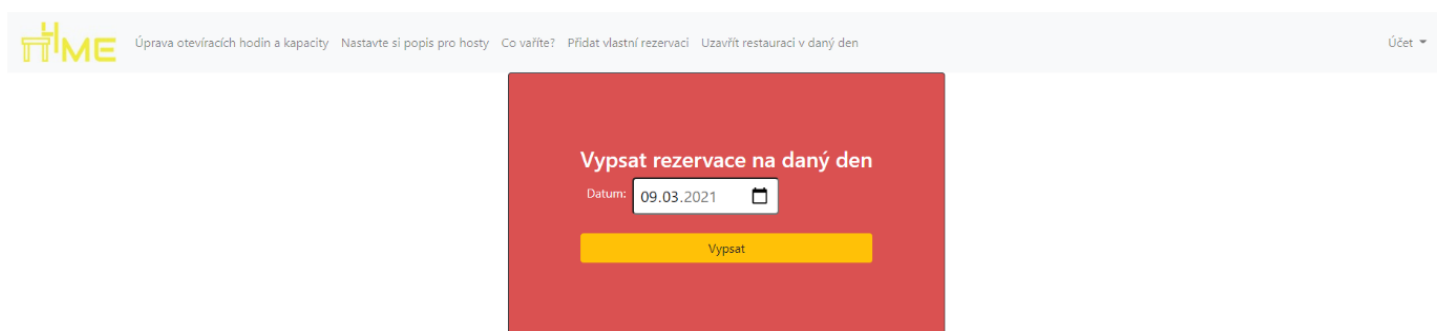 HME Úprava otevíracích hodin a kapacity Nastavte si popis pro hosty Co vaříte? Přidat vlastní rezervaci Uzavřít restauraci v daný den Účet
Vypsat rezervace na daný den
Datum: 09.03.2021
Vypsat